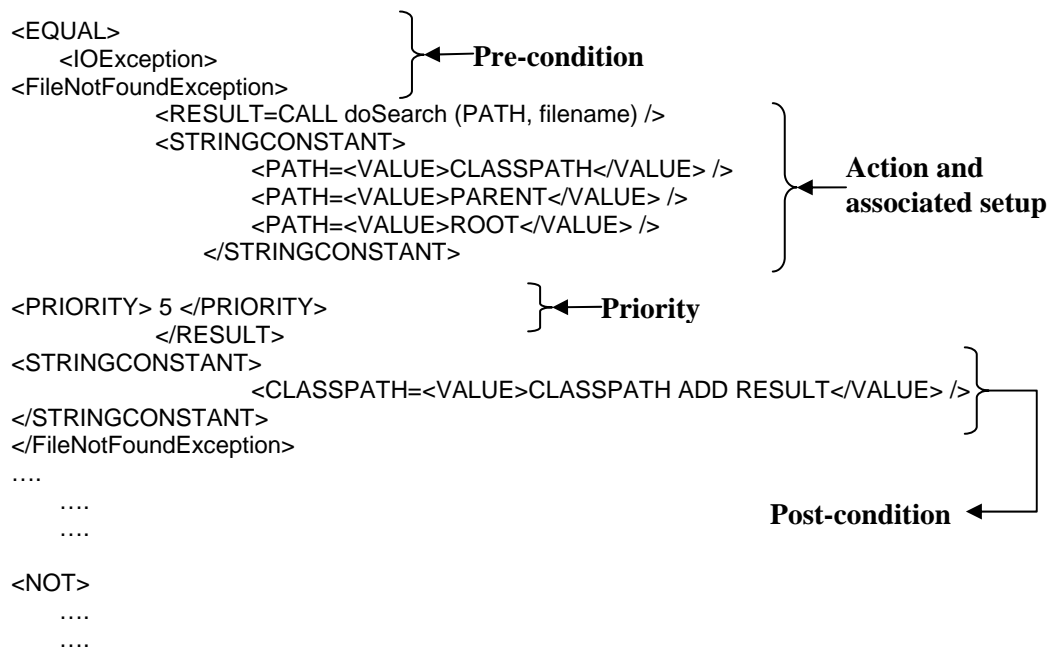 <EQUAL>
<IOException>
Pre-condition
<FileNotFoundException>
<RESULT=CALL doSearch (PATH, filename) />
<STRINGCONSTANT>
<PATH=<VALUE>CLASSPATH</VALUE> />
<PATH=<VALUE>PARENT</VALUE> />
<PATH=<VALUE>ROOT</VALUE> />
</STRINGCONSTANT>
Action and
associated setup
<PRIORITY> 5 </PRIORITY>
Priority
</RESULT>
<STRINGCONSTANT>
<CLASSPATH=<VALUE>CLASSPATH ADD RESULT</VALUE> />
</STRINGCONSTANT>
</FileNotFoundException>
….
….
….
Post-condition
<NOT>
….
….